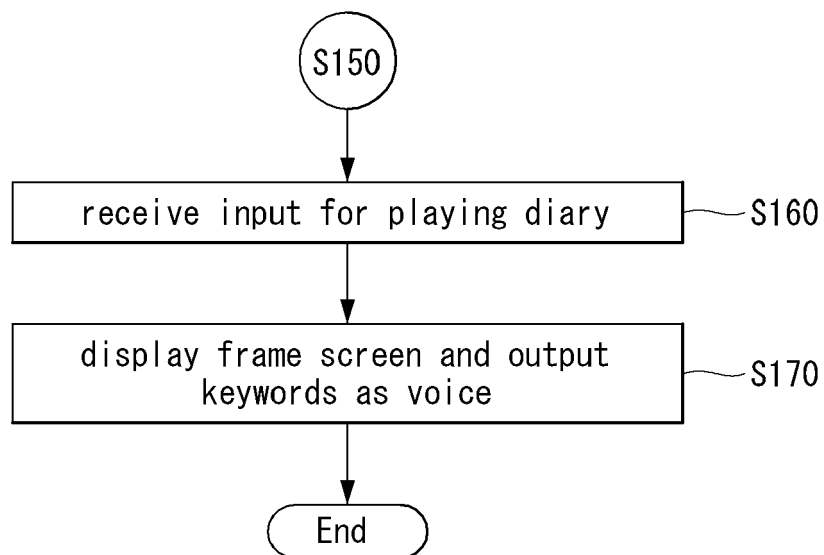 S150
receive input for playing diary
S160
display frame screen and output
keywords as voice
S170
End